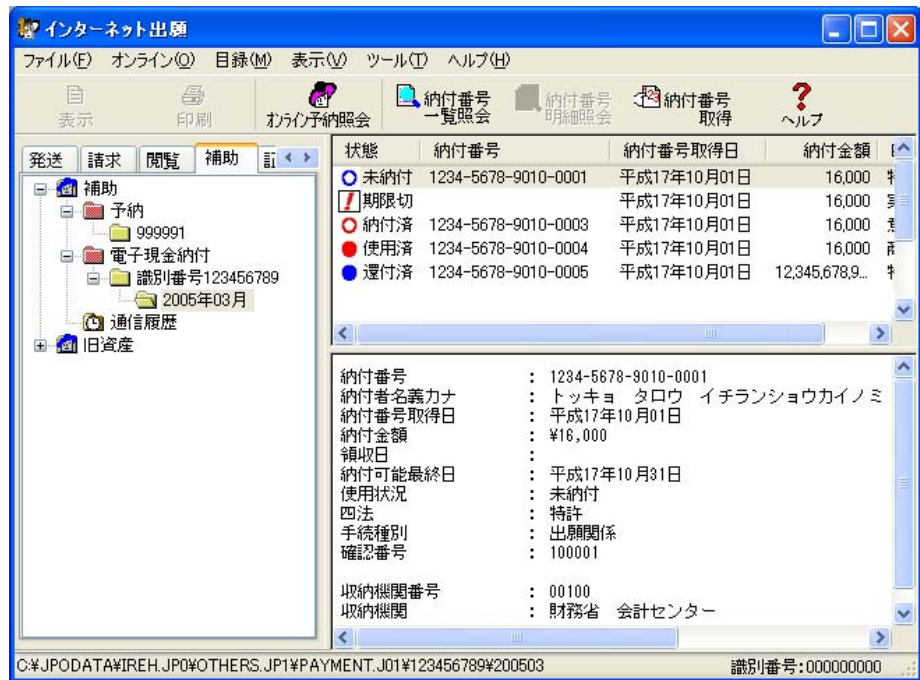 インターネット出願
ファイル(F) オンライン(O) 目録(M) 表示(V) ツール(T) ヘルプ(H)
表示 印刷 オンライン予納照会 納付番号一覧照会 納付番号明細照会 納付番号取得 ヘルプ
発送 請求 閲覧 補助
補助
予納
999991
電子現金納付
識別番号123456789
2005年03月
通信履歴
旧資産
状態 納付番号 納付番号取得日 納付金額
未納付 1234-5678-9010-0001 平成17年10月01日 16,000
期限切 平成17年10月01日 16,000
納付済 1234-5678-9010-0003 平成17年10月01日 16,000
使用済 1234-5678-9010-0004 平成17年10月01日 16,000
還付済 1234-5678-9010-0005 平成17年10月01日 12,345,678,9...
納付番号 : 1234-5678-9010-0001
納付者名義カナ : トッキョ タロウ イチランショウカイノミ
納付番号取得日 : 平成17年10月01日
納付金額 : ¥16,000
領収日 :
納付可能最終日 : 平成17年10月31日
使用状況 : 未納付
四法 : 特許
手続種別 : 出願関係
確認番号 : 100001
収納機関番号 : 00100
収納機関 : 財務省 会計センター
C:¥JPODATA¥IREH.JP0¥OTHERS.JP1¥PAYMENT.J01¥123456789¥200503 識別番号:000000000